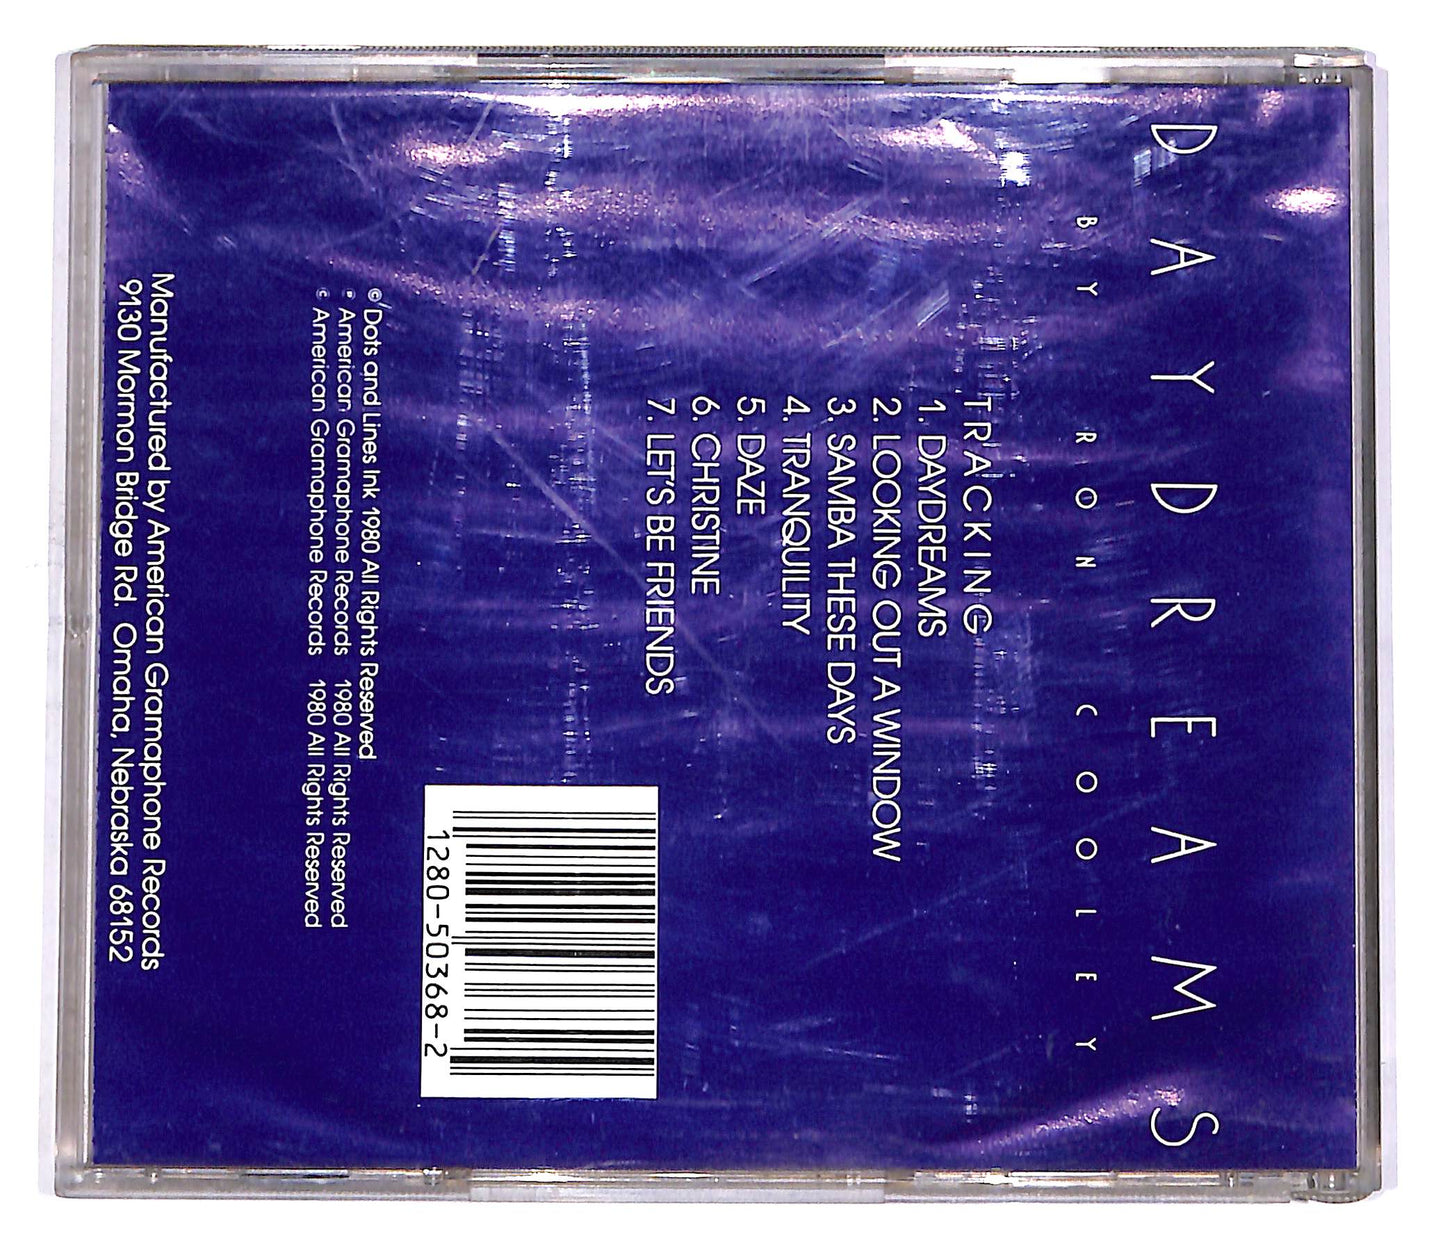 DAYDREAMS
BY RON COOLEY
TRACKING
1. DAYDREAMS
2. LOOKING OUT A WINDOW
3. SAMBA THESE DAYS
4. TRANQUILITY
5. DAZE
6. CHRISTINE
7. LET'S BE FRIENDS
1280-50368-2
© Dots and Lines Ink 1980 All Rights Reserved
℗ American Gramaphone Records 1980 All Rights Reserved
© American Gramaphone Records 1980 All Rights Reserved
Manufactured by American Gramaphone Records
9130 Mormon Bridge Rd. Omaha, Nebraska 68152